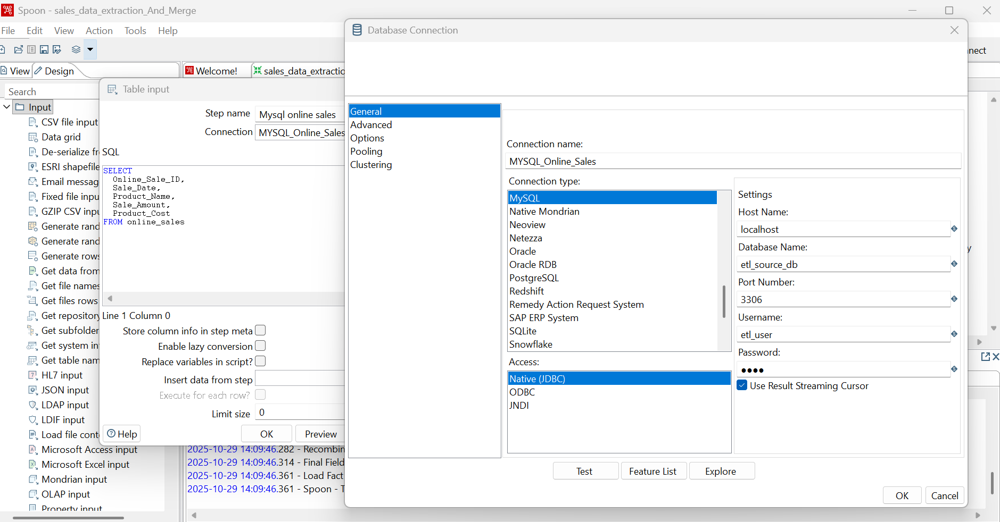 Spoon - sales_data_extraction_And_Merge
File Edit View Action Tools Help
View
Design
Welcome!
sales_data_extractio
nnect
Search
Input
CSV file input
Data grid
De-serialize fr
ESRI shapefile
Email messag
Fixed file inpu
GZIP CSV inpu
Generate rand
Generate rand
Generate rows
Get data from
Get file names
Get files rows
Get repository
Get subfolder
Get system in
Get table nam
HL7 input
JSON input
LDAP input
LDIF input
Load file conte
Microsoft Access input
Microsoft Excel input
Mondrian input
OLAP input
Property input
Table input
Step name Mysql online sales
Connection MYSQL_Online_Sales
SQL
SELECT
Online_Sale_ID,
Sale_Date,
Product_Name,
Sale_Amount,
Product_Cost
FROM online_sales
Line 1 Column 0
Store column info in step meta
Enable lazy conversion
Replace variables in script?
Insert data from step
Execute for each row?
Limit size 0
Help
OK
Preview
2025-10-29 14:09:46.282 - Recombin
2025-10-29 14:09:46.314 - Final Field
2025-10-29 14:09:46.361 - Load Fact
2025-10-29 14:09:46.361 - Spoon - T
Database Connection
General
Advanced
Options
Pooling
Clustering
Connection name:
MYSQL_Online_Sales
Connection type:
MySQL
Native Mondrian
Neoview
Netezza
Oracle
Oracle RDB
PostgreSQL
Redshift
Remedy Action Request System
SAP ERP System
SQLite
Snowflake
Access:
Native (JDBC)
ODBC
JNDI
Settings
Host Name:
localhost
Database Name:
etl_source_db
Port Number:
3306
Username:
etl_user
Password:
●●●●
Use Result Streaming Cursor
Test
Feature List
Explore
OK
Cancel
y